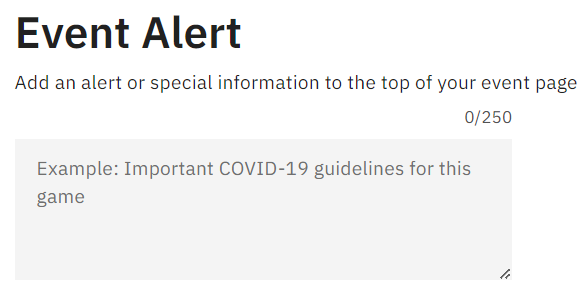 Event Alert
Add an alert or special information to the top of your event page
0/250
Example: Important COVID-19 guidelines for this
game